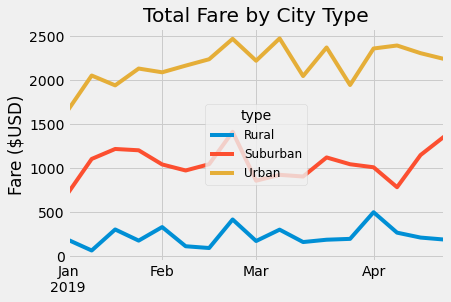 Total Fare by City Type
Fare ($USD)
2500
2000
1500
1000
500
0
type
Rural
Suburban
Urban
Jan
2019
Feb
Mar
Apr